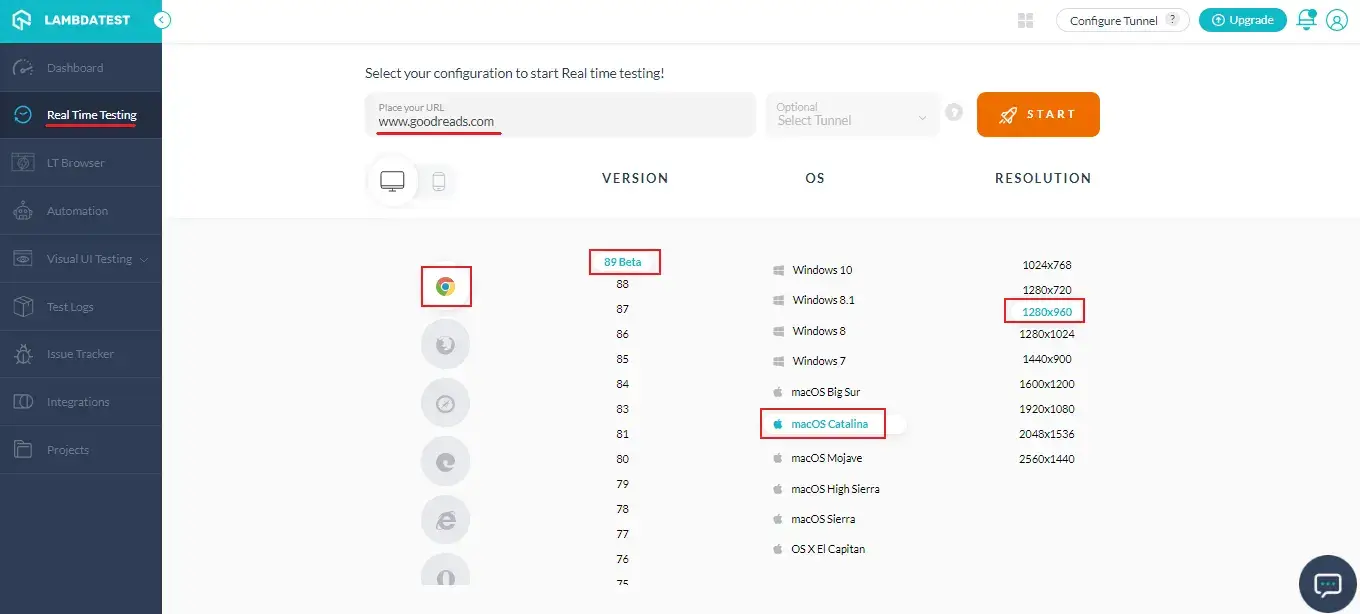 LAMBDATEST
Configure Tunnel ?
Upgrade
Dashboard
Real Time Testing
LT Browser
Automation
Visual UI Testing
Test Logs
Issue Tracker
Integrations
Projects
Select your configuration to start Real time testing!
Place your URL
www.goodreads.com
Optional
Select Tunnel
?
START
VERSION
OS
RESOLUTION
89 Beta
88
87
86
85
84
83
81
80
79
78
77
76
75
Windows 10
Windows 8.1
Windows 8
Windows 7
macOS Big Sur
macOS Catalina
macOS Mojave
macOS High Sierra
macOS Sierra
OS X El Capitan
1024x768
1280x720
1280x960
1280x1024
1440x900
1600x1200
1920x1080
2048x1536
2560x1440